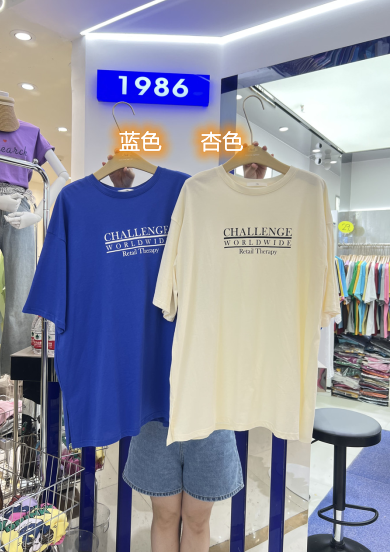 1986
蓝色
杏色
CHALLENGE
WORLDWIDE
Retail Therapy
CHALLENGE
WORLDWIDE
Retail Therapy